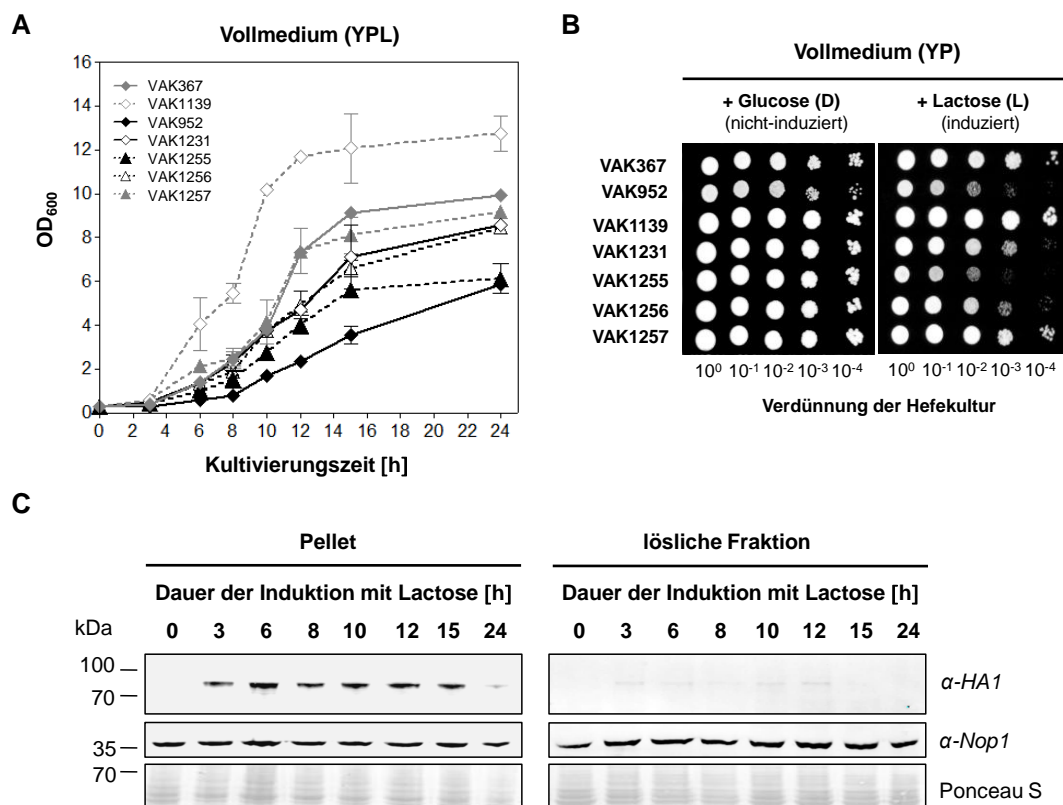 A
Vollmedium (YPL)
16
14
12
10
8
6
4
2
0
OD600
VAK367
VAK1139
VAK952
VAK1231
VAK1255
VAK1256
VAK1257
0 2 4 6 8 10 12 14 16 18 20 22 24
Kultivierungszeit [h]
B
Vollmedium (YP)
+ Glucose (D) + Lactose (L)
(nicht-induziert) (induziert)
VAK367
VAK952
VAK1139
VAK1231
VAK1255
VAK1256
VAK1257
10⁰ 10⁻¹ 10⁻² 10⁻³ 10⁻⁴ 10⁰ 10⁻¹ 10⁻² 10⁻³ 10⁻⁴
Verdünnung der Hefekultur
C
Pellet lösliche Fraktion
Dauer der Induktion mit Lactose [h] Dauer der Induktion mit Lactose [h]
kDa 0 3 6 8 10 12 15 24 0 3 6 8 10 12 15 24
100
70
α-HA1
35
α-Nop1
70
Ponceau S